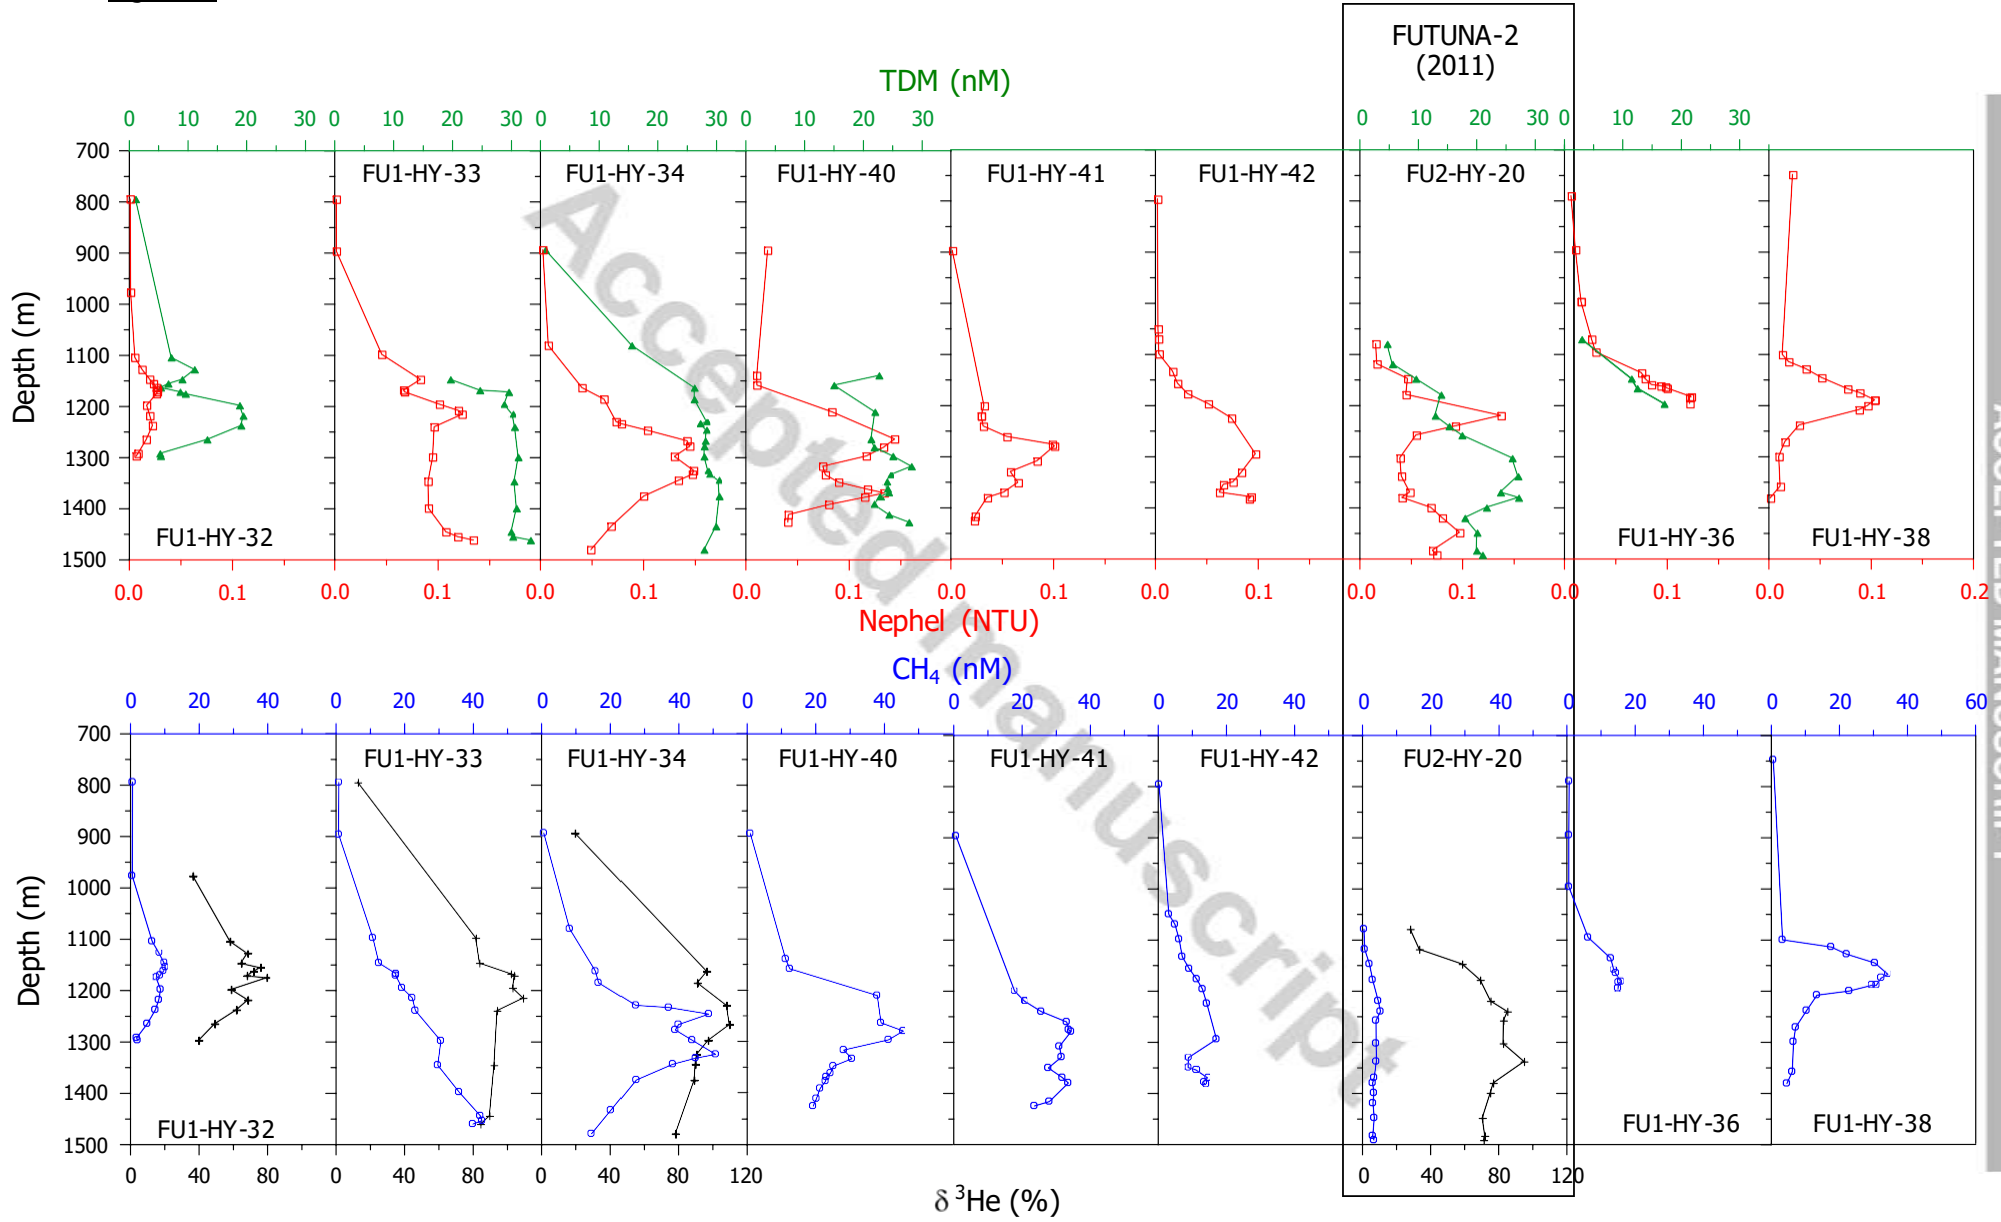 FUTUNA-2
(2011)
TDM (nM)
0 10 20 30 0 10 20 30 0 10 20 30 0 10 20 30 0 10 20 30 0 10 20 30
700
800
900
1000
1100
1200
1300
1400
1500
Depth (m)
FU1-HY-32
FU1-HY-33
FU1-HY-34
FU1-HY-40
FU1-HY-41
FU1-HY-42
FU2-HY-20
FU1-HY-36
FU1-HY-38
0.0 0.1 0.0 0.1 0.0 0.1 0.0 0.1 0.0 0.1 0.0 0.1 0.0 0.1 0.0 0.1 0.0 0.1 0.2
Nephel (NTU)
CH₄ (nM)
0 20 40 0 20 40 0 20 40 0 20 40 0 20 40 0 20 40 0 20 40 0 20 40 0 20 40 60
700
800
900
1000
1100
1200
1300
1400
1500
Depth (m)
FU1-HY-32
FU1-HY-33
FU1-HY-34
FU1-HY-40
FU1-HY-41
FU1-HY-42
FU2-HY-20
FU1-HY-36
FU1-HY-38
0 40 80 0 40 80 0 40 80 120 0 40 80 120
δ ³He (%)
Accepted manuscript